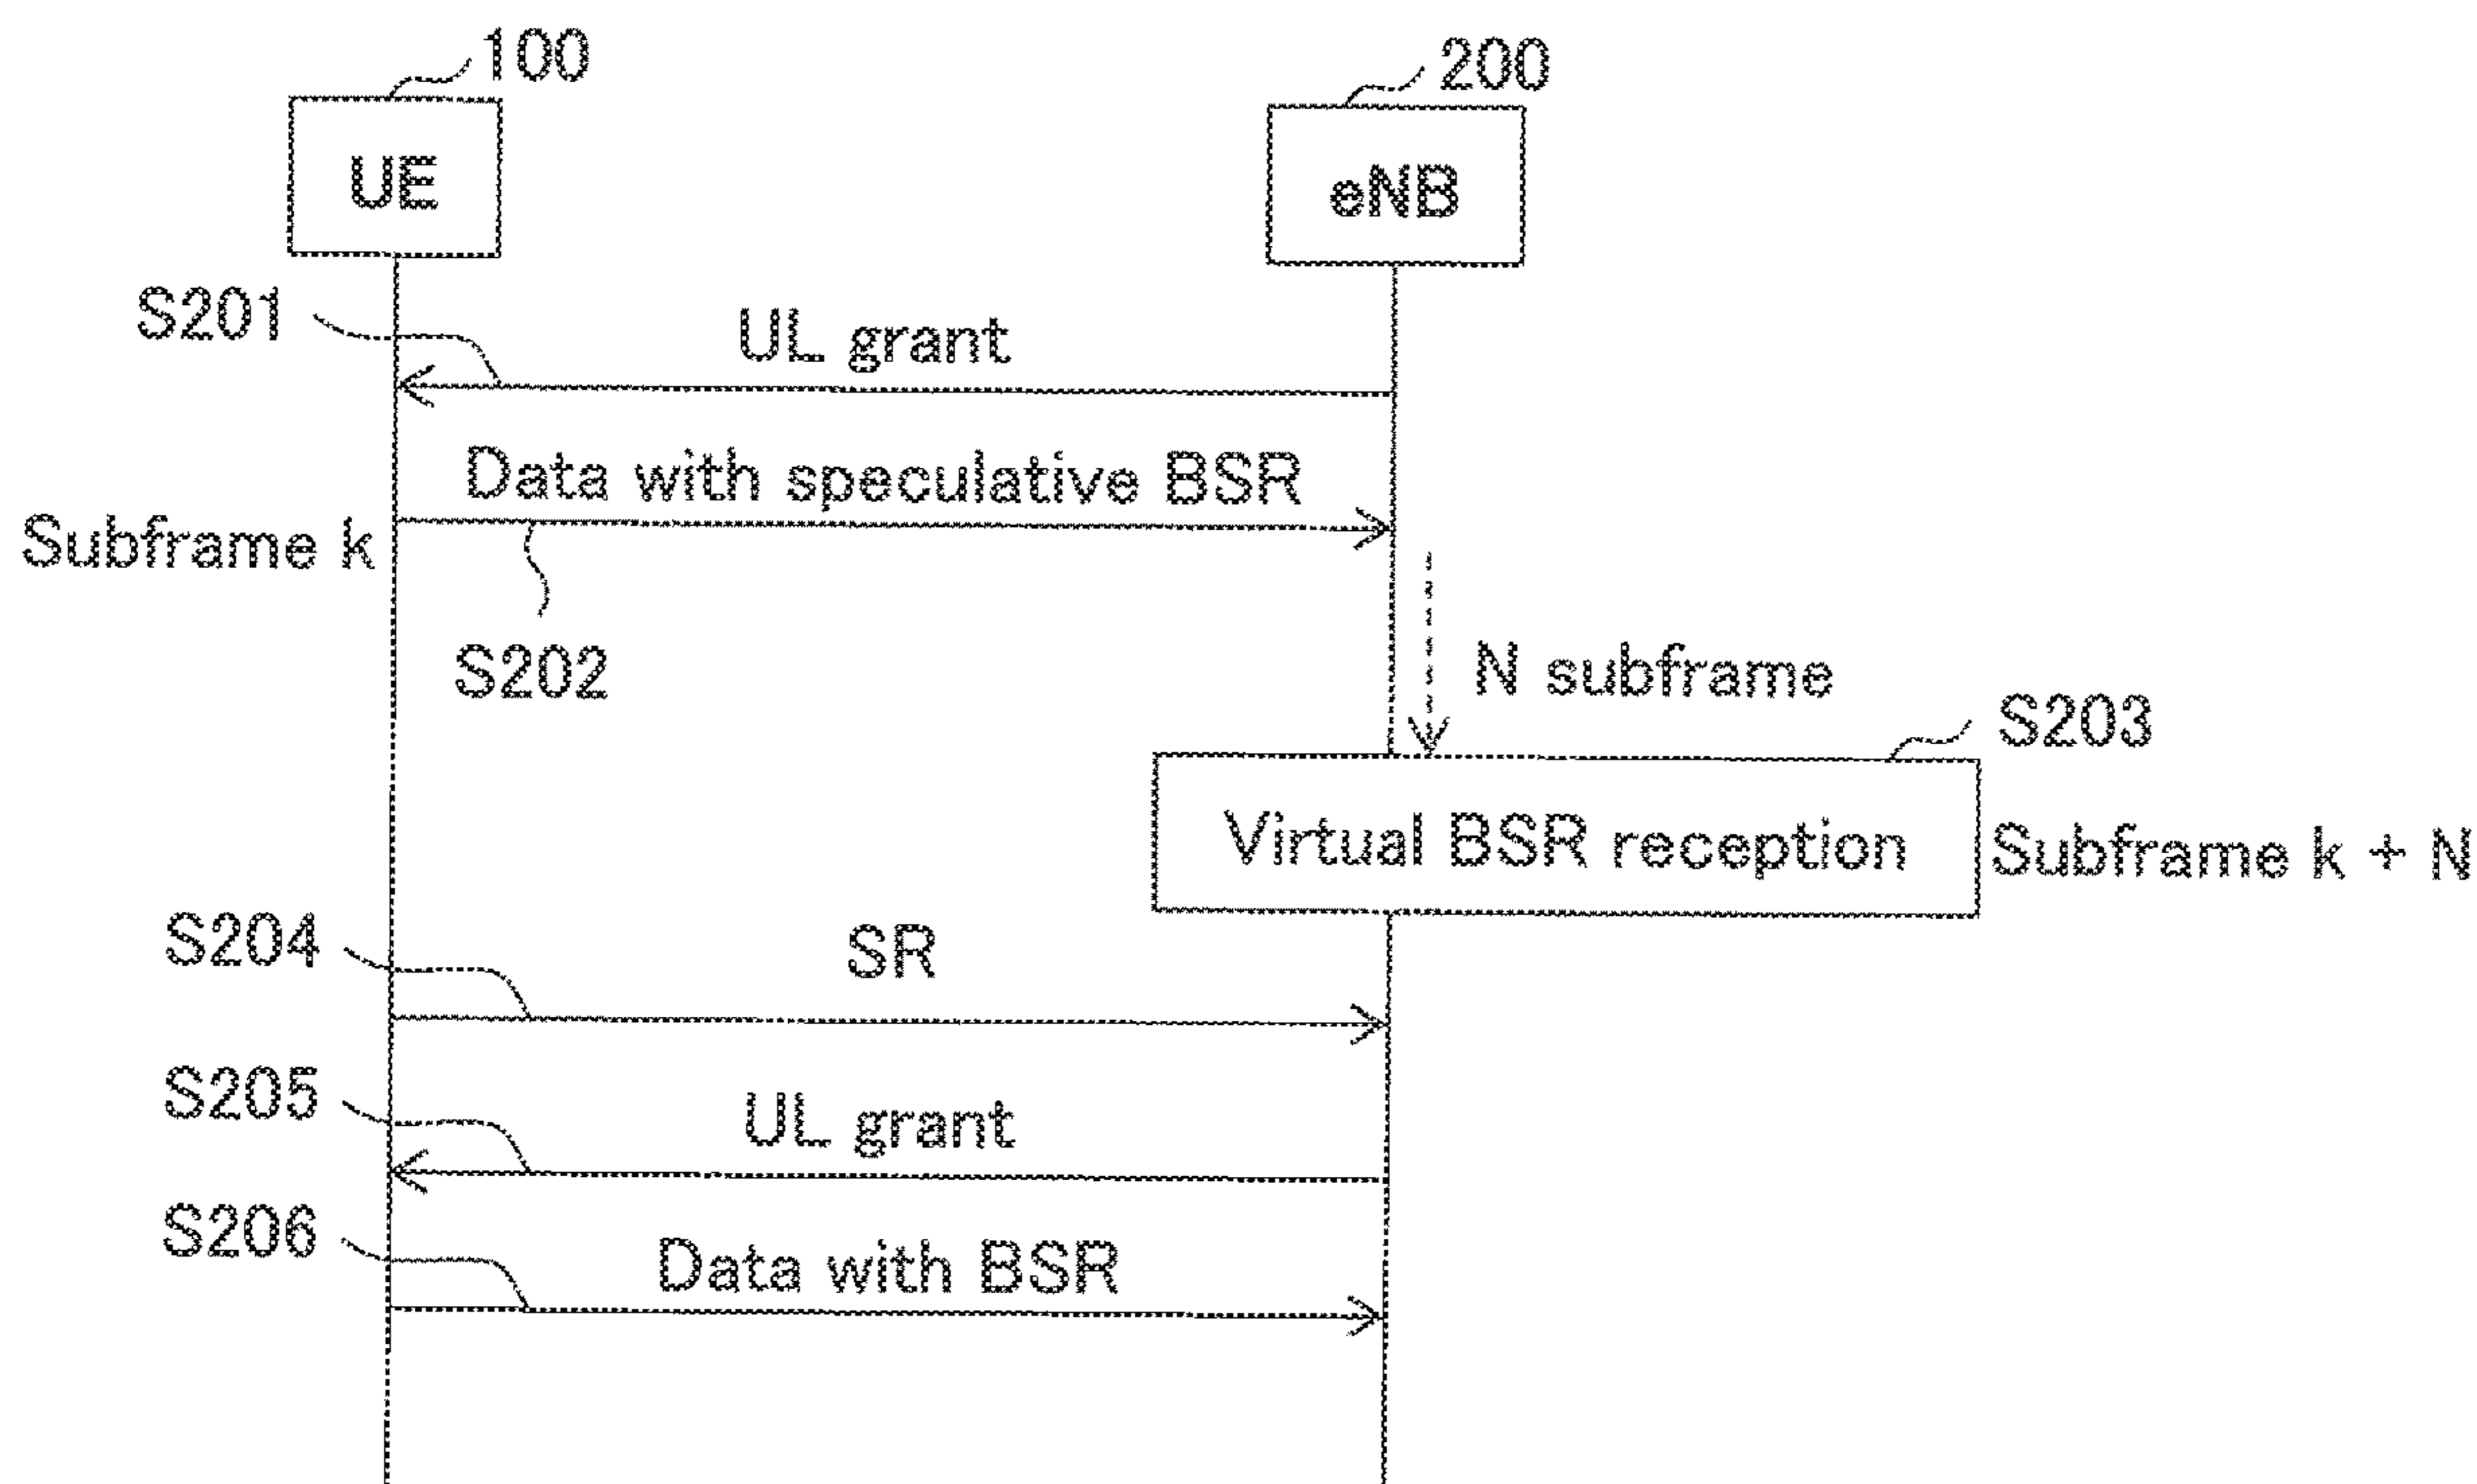 100
200
UE
eNB
S201
UL grant
Data with speculative BSR
Subframe k
S202
N subframe
S203
Virtual BSR reception
Subframe k + N
S204
SR
S205
UL grant
S206
Data with BSR